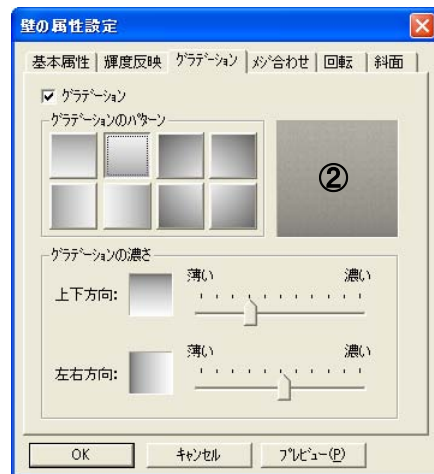 壁の属性設定
基本属性 輝度反映 グラデーション メジ合わせ 回転 斜面
グラデーション
グラデーションのパターン
②
グラデーションの濃さ
薄い 濃い
上下方向:
薄い 濃い
左右方向:
OK キャンセル プレビュー(P)